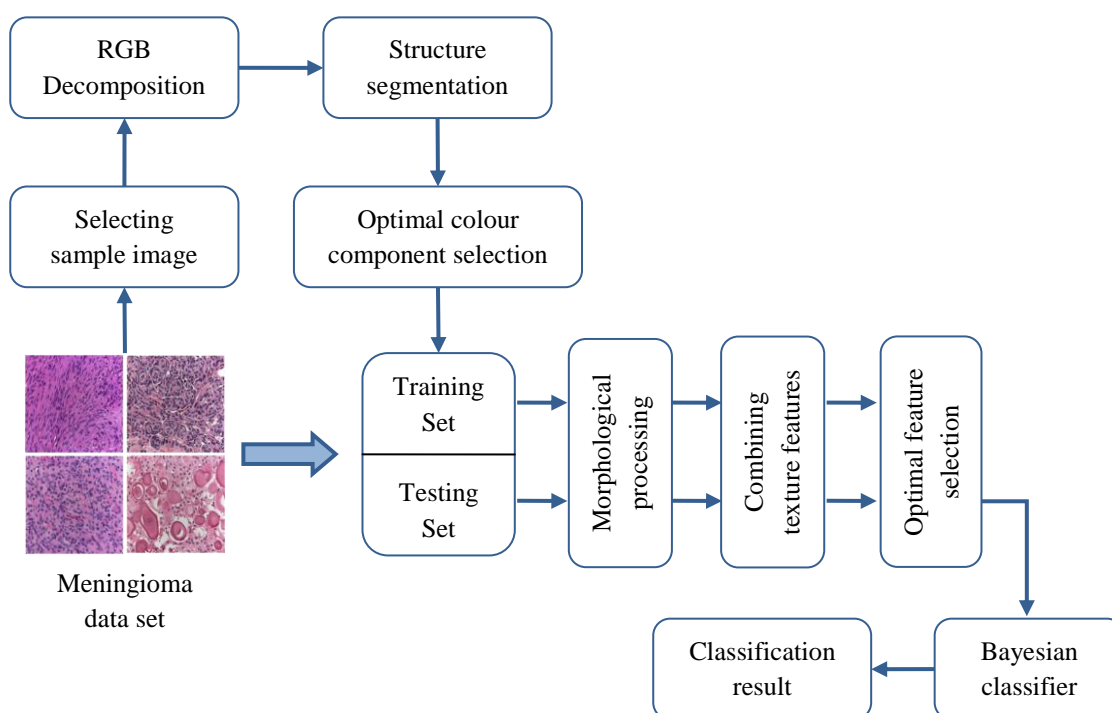 RGB
Decomposition
Structure
segmentation
Selecting
sample image
Optimal colour
component selection
Training
Set
Testing
Set
Morphological
processing
Combining
texture features
Optimal feature
selection
Meningioma
data set
Classification
result
Bayesian
classifier